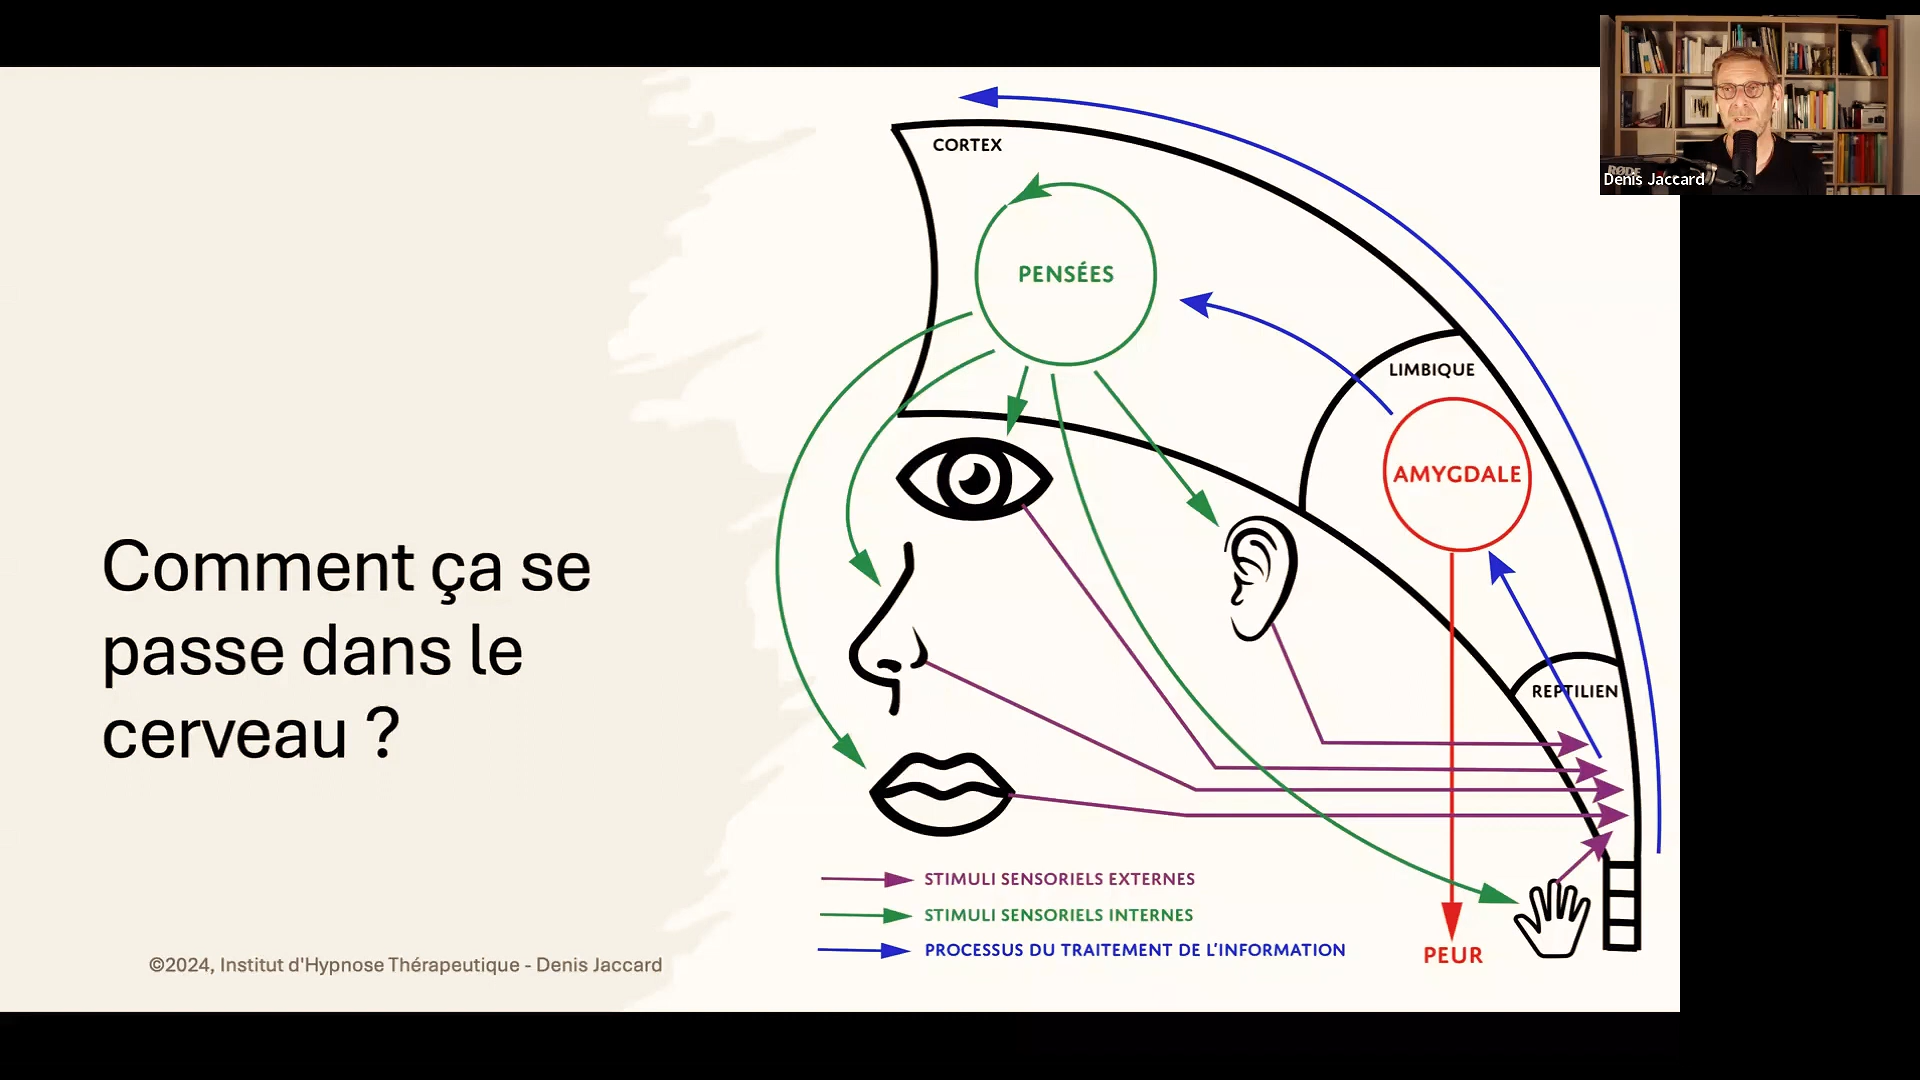 Denis Jaccard
CORTEX
PENSÉES
LIMBIQUE
AMYGDALE
REPTILIEN
Comment ça se
passe dans le
cerveau ?
STIMULI SENSORIELS EXTERNES
STIMULI SENSORIELS INTERNES
PROCESSUS DU TRAITEMENT DE L'INFORMATION
PEUR
©2024, Institut d'Hypnose Thérapeutique - Denis Jaccard